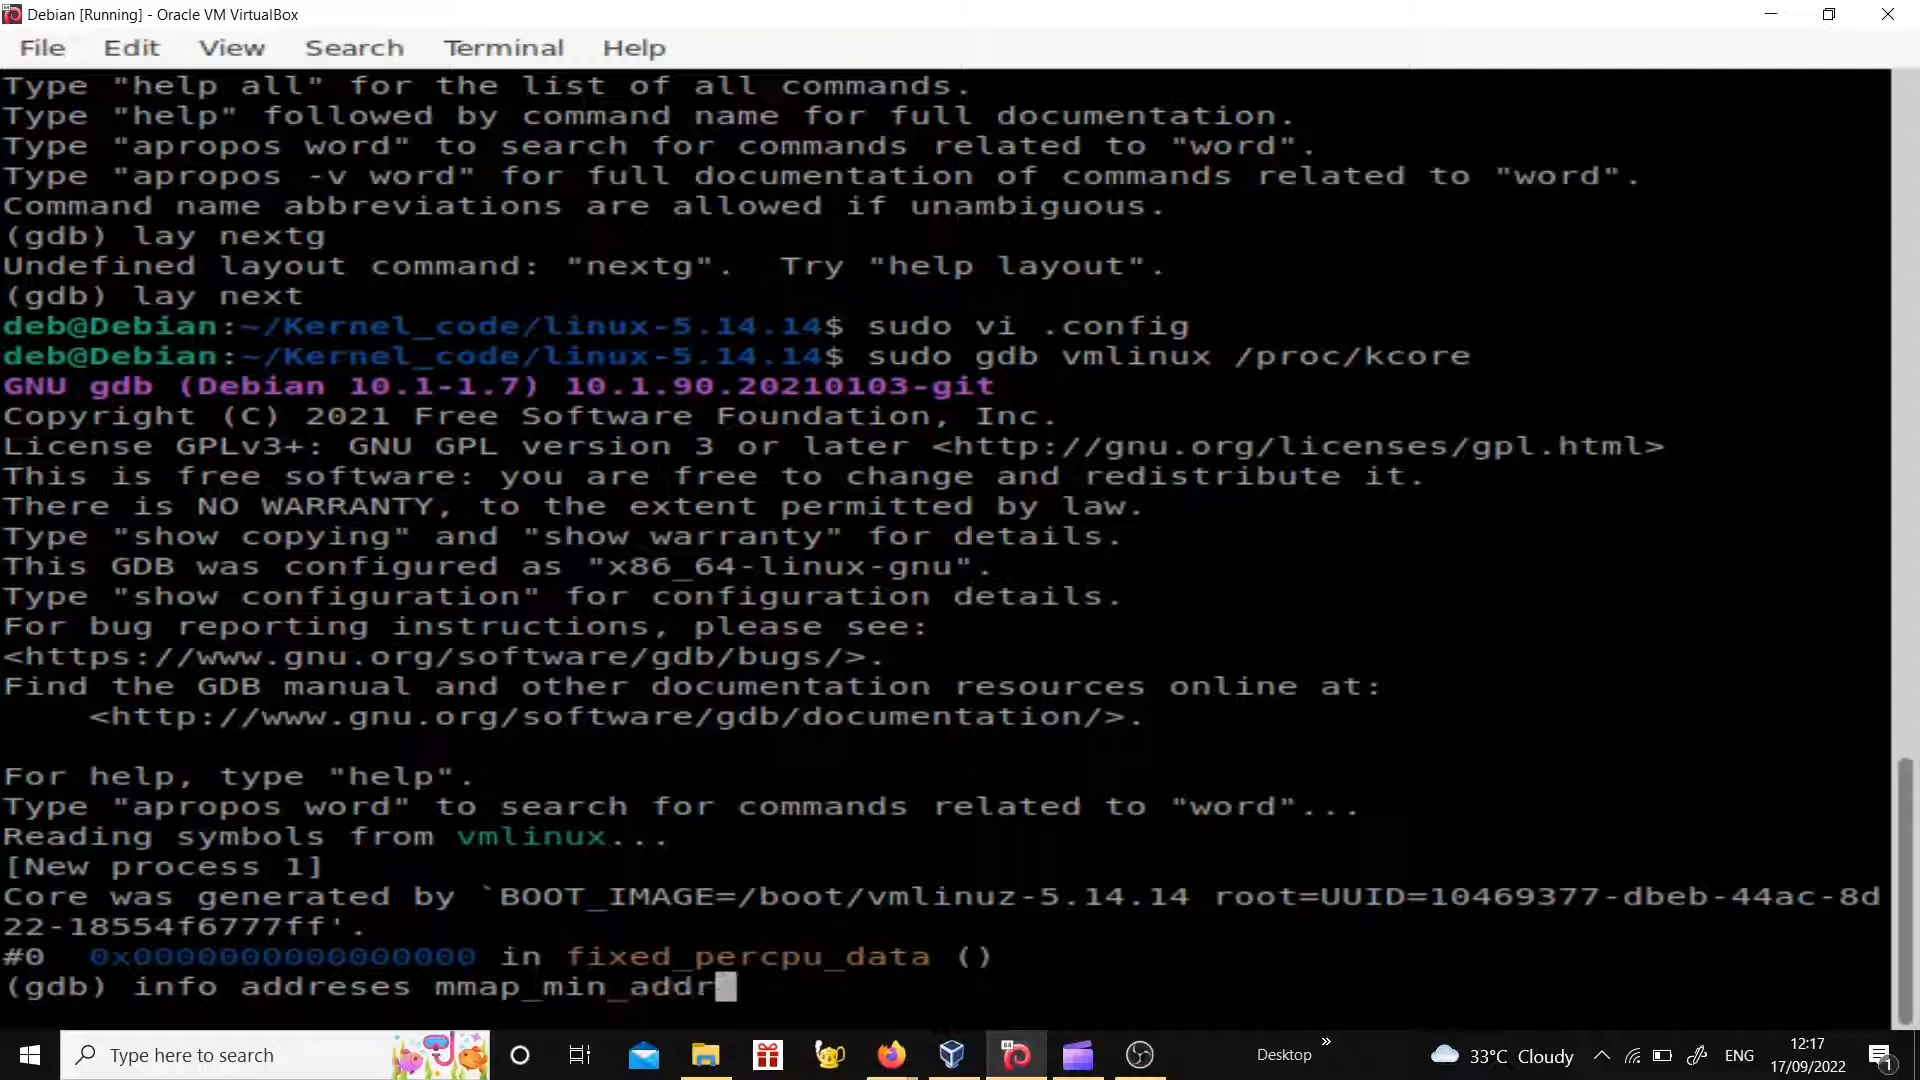 Debian [Running] - Oracle VM VirtualBox
File Edit View Search Terminal Help
Type "help all" for the list of all commands.
Type "help" followed by command name for full documentation.
Type "apropos word" to search for commands related to "word".
Type "apropos -v word" for full documentation of commands related to "word".
Command name abbreviations are allowed if unambiguous.
(gdb) lay nextg
Undefined layout command: "nextg".  Try "help layout".
(gdb) lay next
deb@Debian:~/Kernel_code/linux-5.14.14$ sudo vi .config
deb@Debian:~/Kernel_code/linux-5.14.14$ sudo gdb vmlinux /proc/kcore
GNU gdb (Debian 10.1-1.7) 10.1.90.20210103-git
Copyright (C) 2021 Free Software Foundation, Inc.
License GPLv3+: GNU GPL version 3 or later <http://gnu.org/licenses/gpl.html>
This is free software: you are free to change and redistribute it.
There is NO WARRANTY, to the extent permitted by law.
Type "show copying" and "show warranty" for details.
This GDB was configured as "x86_64-linux-gnu".
Type "show configuration" for configuration details.
For bug reporting instructions, please see:
<https://www.gnu.org/software/gdb/bugs/>.
Find the GDB manual and other documentation resources online at:
    <http://www.gnu.org/software/gdb/documentation/>.
For help, type "help".
Type "apropos word" to search for commands related to "word"...
Reading symbols from vmlinux...
[New process 1]
Core was generated by `BOOT_IMAGE=/boot/vmlinuz-5.14.14 root=UUID=10469377-dbeb-44ac-8d
22-18554f6777ff'.
#0  0x0000000000000000 in fixed_percpu_data ()
(gdb) info addreses mmap_min_addr
Type here to search
Desktop
33°C Cloudy
ENG
12:17
17/09/2022
1